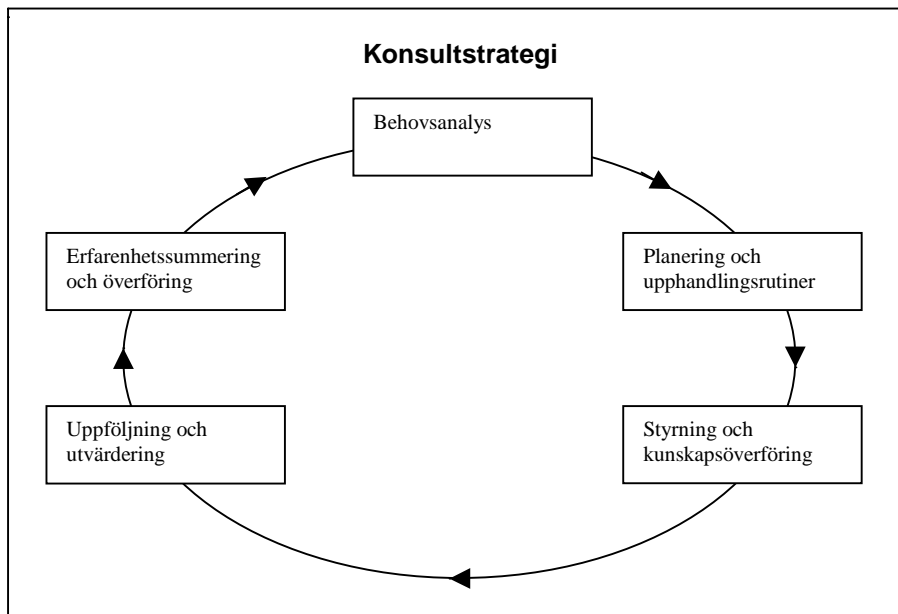 Konsultstrategi
Behovsanalys
Planering och
upphandlingsrutiner
Styrning och
kunskapsöverföring
Uppföljning och
utvärdering
Erfarenhetssummering
och överföring